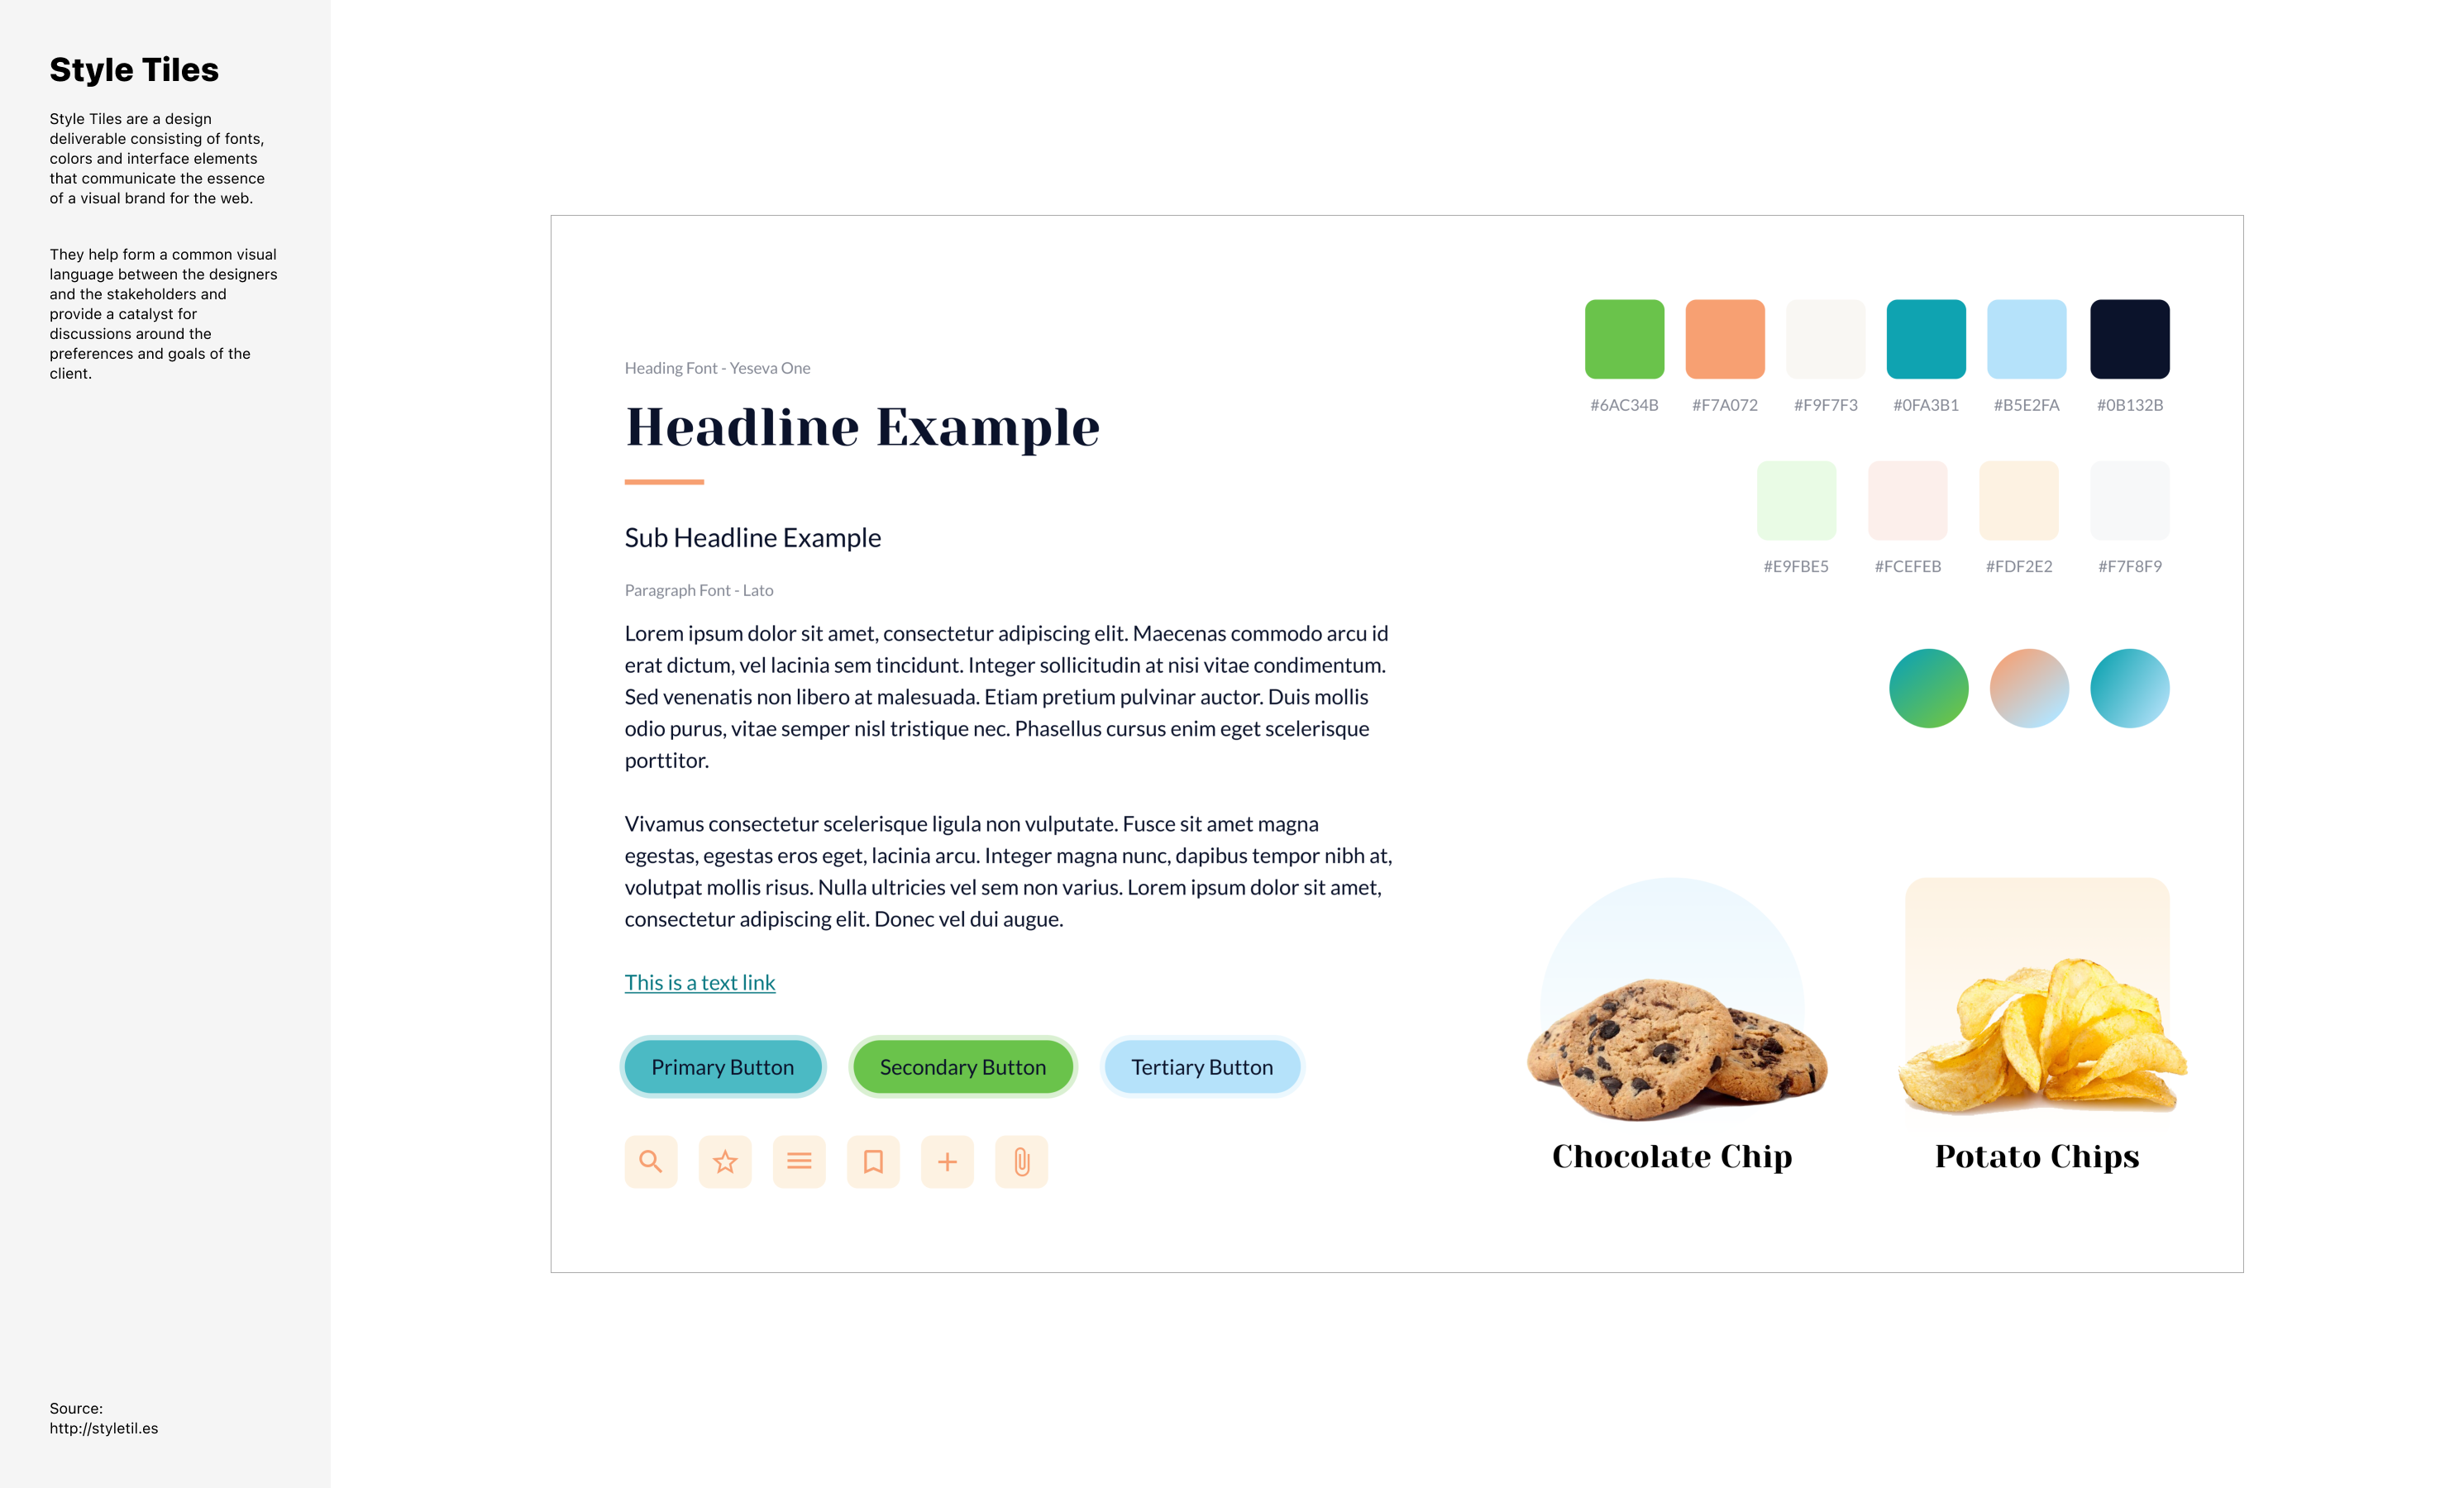 Style Tiles
Style Tiles are a design
deliverable consisting of fonts,
colors and interface elements
that communicate the essence
of a visual brand for the web.
They help form a common visual
language between the designers
and the stakeholders and
provide a catalyst for
discussions around the
preferences and goals of the
client.
Source:
http://styletil.es
Heading Font - Yeseva One
Headline Example
Sub Headline Example
Paragraph Font - Lato
Lorem ipsum dolor sit amet, consectetur adipiscing elit. Maecenas commodo arcu id
erat dictum, vel lacinia sem tincidunt. Integer sollicitudin at nisi vitae condimentum.
Sed venenatis non libero at malesuada. Etiam pretium pulvinar auctor. Duis mollis
odio purus, vitae semper nisl tristique nec. Phasellus cursus enim eget scelerisque
porttitor.
Vivamus consectetur scelerisque ligula non vulputate. Fusce sit amet magna
egestas, egestas eros eget, lacinia arcu. Integer magna nunc, dapibus tempor nibh at,
volutpat mollis risus. Nulla ultricies vel sem non varius. Lorem ipsum dolor sit amet,
consectetur adipiscing elit. Donec vel dui augue.
This is a text link
Primary Button Secondary Button Tertiary Button
#6AC34B #F7A072 #F9F7F3 #0FA3B1 #B5E2FA #0B132B
#E9FBE5 #FCEFEB #FDF2E2 #F7F8F9
Chocolate Chip Potato Chips